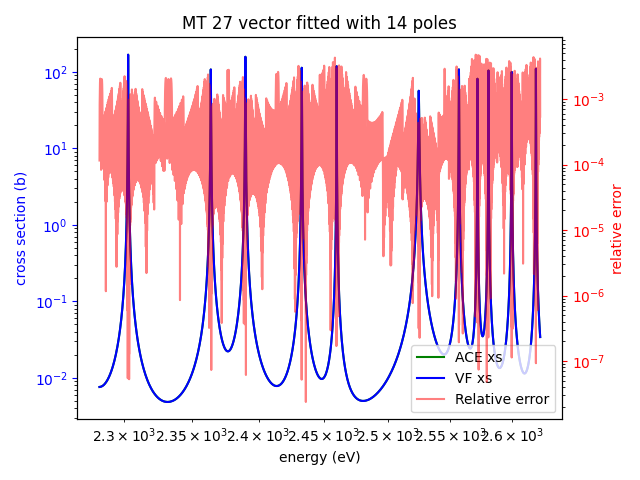 MT 27 vector fitted with 14 poles
10²
10¹
10⁰
10⁻¹
10⁻²
cross section (b)
10⁻³
10⁻⁴
10⁻⁵
10⁻⁶
10⁻⁷
relative error
ACE xs
VF xs
Relative error
2.3 × 10³ 2.35 × 10³ 2.4 × 10³ 2.45 × 10³ 2.5 × 10³ 2.55 × 10³ 2.6 × 10³
energy (eV)